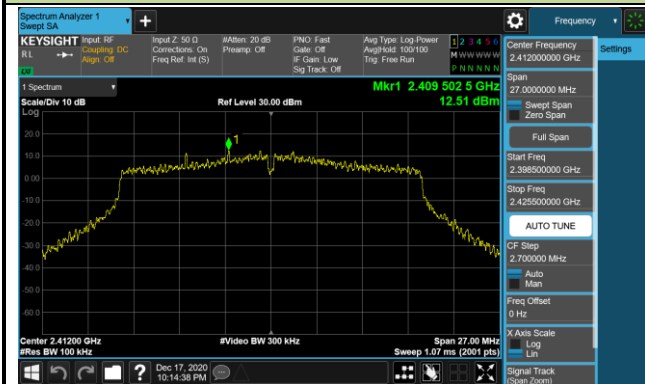 Spectrum Analyzer 1
Swept SA
Frequency
KEYSIGHT
RL
Input: RF
Coupling: DC
Align: Off
Input Z: 50 Ω
Corrections: On
Freq Ref: Int (S)
#Atten: 20 dB
Preamp: Off
PNO: Fast
Gate: Off
IF Gain: Low
Sig Track: Off
Avg Type: Log-Power
Avg|Hold: 100/100
Trig: Free Run
1 2 3 4 5 6
M W W W W W
P N N N N N
1 Spectrum
Scale/Div 10 dB
Log
Ref Level 30.00 dBm
Mkr1 2.409 502 5 GHz
12.51 dBm
1
20.0
10.0
0.00
-10.0
-20.0
-30.0
-40.0
-50.0
-60.0
Center 2.41200 GHz
#Res BW 100 kHz
#Video BW 300 kHz
Span 27.00 MHz
Sweep 1.07 ms (2001 pts)
Dec 17, 2020
10:14:38 PM
Settings
Center Frequency
2.412000000 GHz
Span
27.0000000 MHz
Swept Span
Zero Span
Full Span
Start Freq
2.398500000 GHz
Stop Freq
2.425500000 GHz
AUTO TUNE
CF Step
2.700000 MHz
Auto
Man
Freq Offset
0 Hz
X Axis Scale
Log
Lin
Signal Track
(Span Zoom)